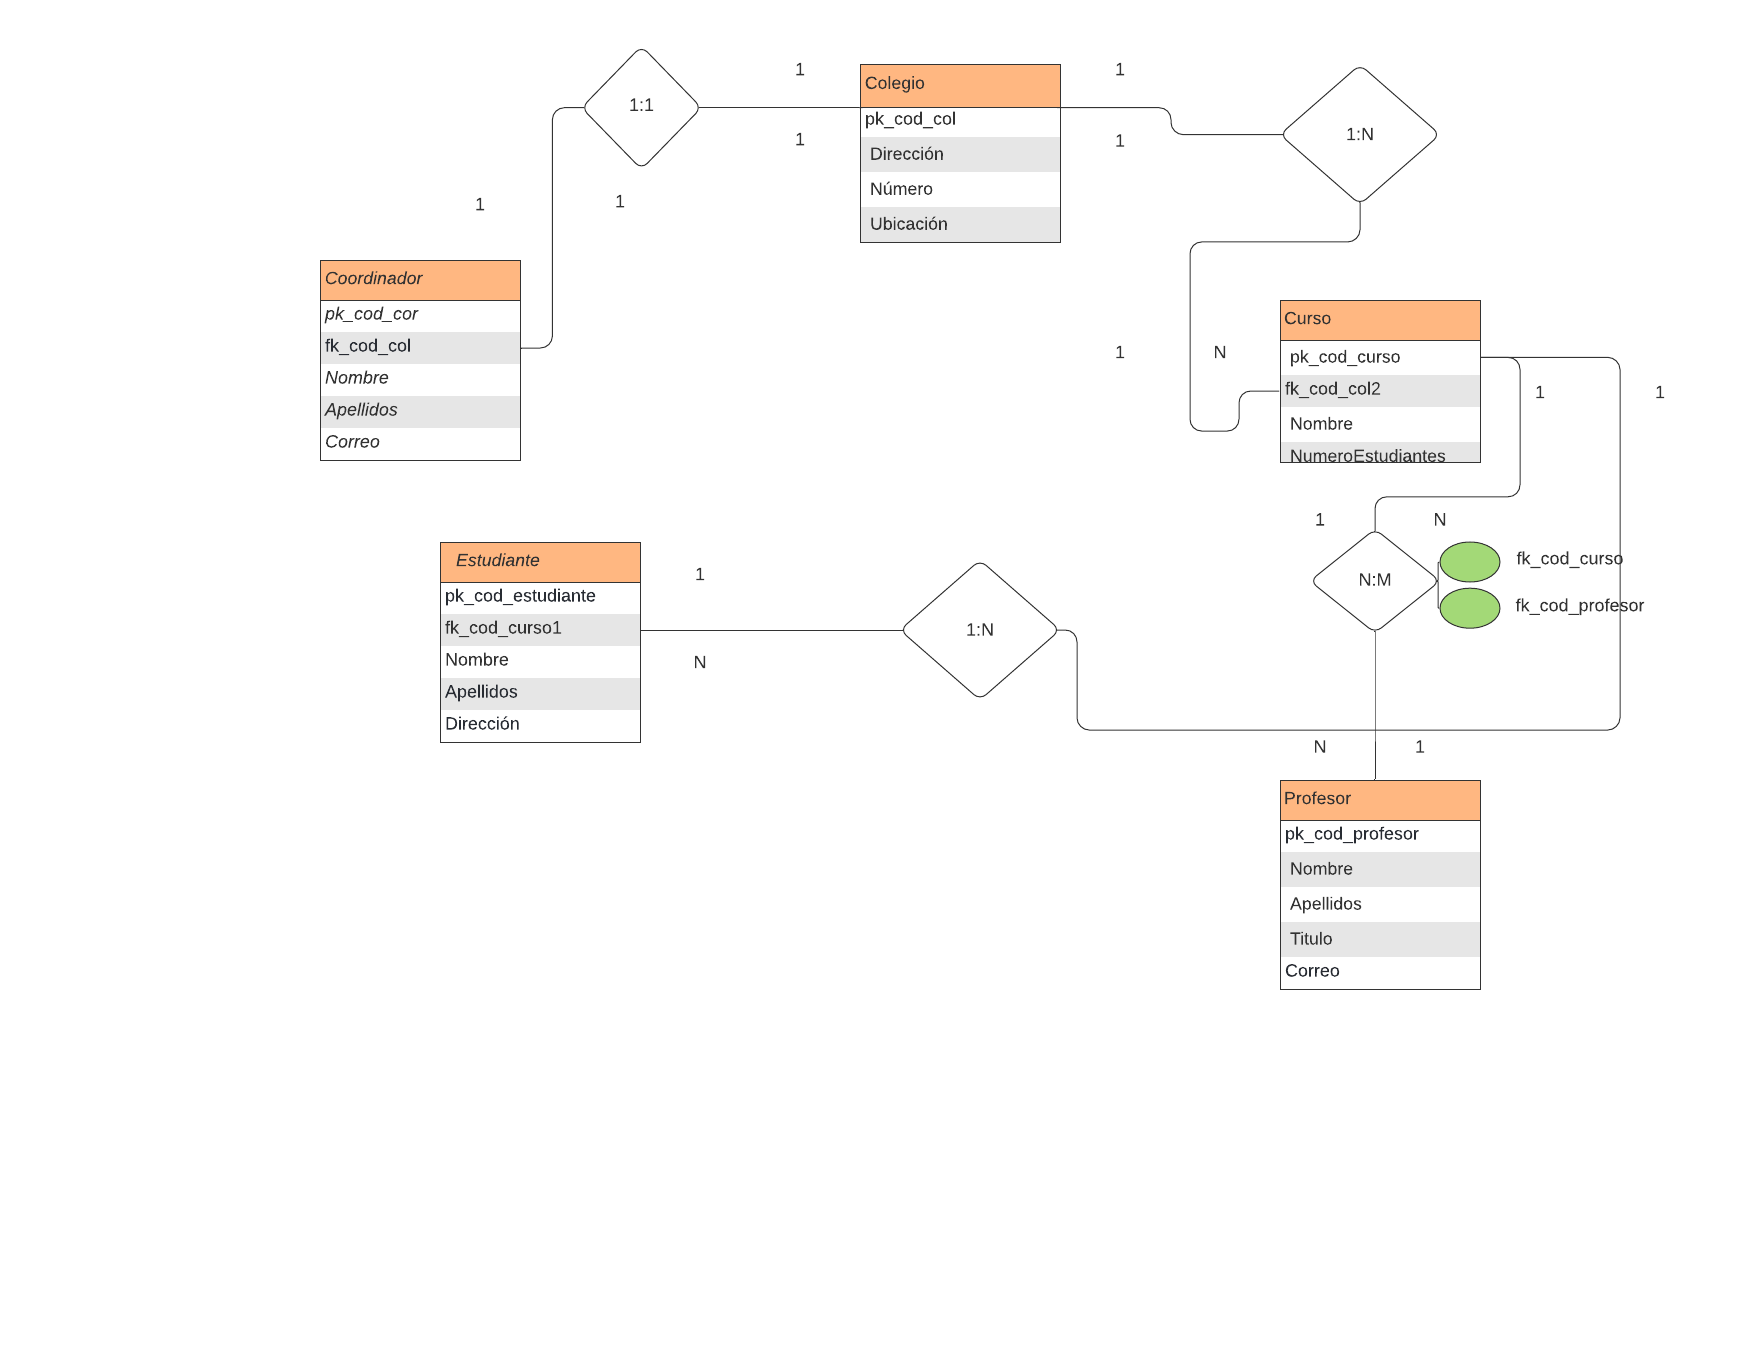 1
1
1:1
1:N
1
1
1
1
Colegio
pk_cod_col
Dirección
Número
Ubicación
Coordinador
pk_cod_cor
fk_cod_col
Nombre
Apellidos
Correo
1
N
Curso
pk_cod_curso
fk_cod_col2
Nombre
NumeroEstudiantes
1
1
1
N
N:M
fk_cod_curso
fk_cod_profesor
Estudiante
pk_cod_estudiante
fk_cod_curso1
Nombre
Apellidos
Dirección
1
N
1:N
N
1
Profesor
pk_cod_profesor
Nombre
Apellidos
Titulo
Correo